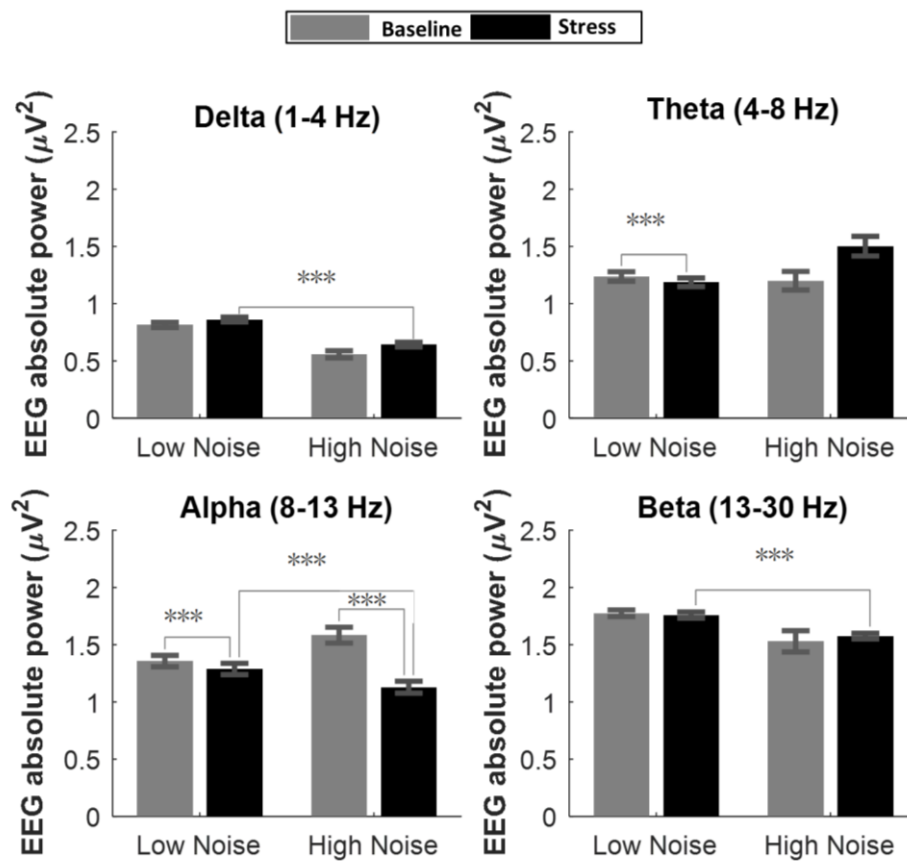 Baseline Stress
Delta (1-4 Hz)
EEG absolute power (μV²)
2.5
2
1.5
1
0.5
0
***
Low Noise High Noise
Theta (4-8 Hz)
EEG absolute power (μV²)
2.5
2
1.5
1
0.5
0
***
Low Noise High Noise
Alpha (8-13 Hz)
EEG absolute power (μV²)
2.5
2
1.5
1
0.5
0
***
***
***
Low Noise High Noise
Beta (13-30 Hz)
EEG absolute power (μV²)
2.5
2
1.5
1
0.5
0
***
Low Noise High Noise